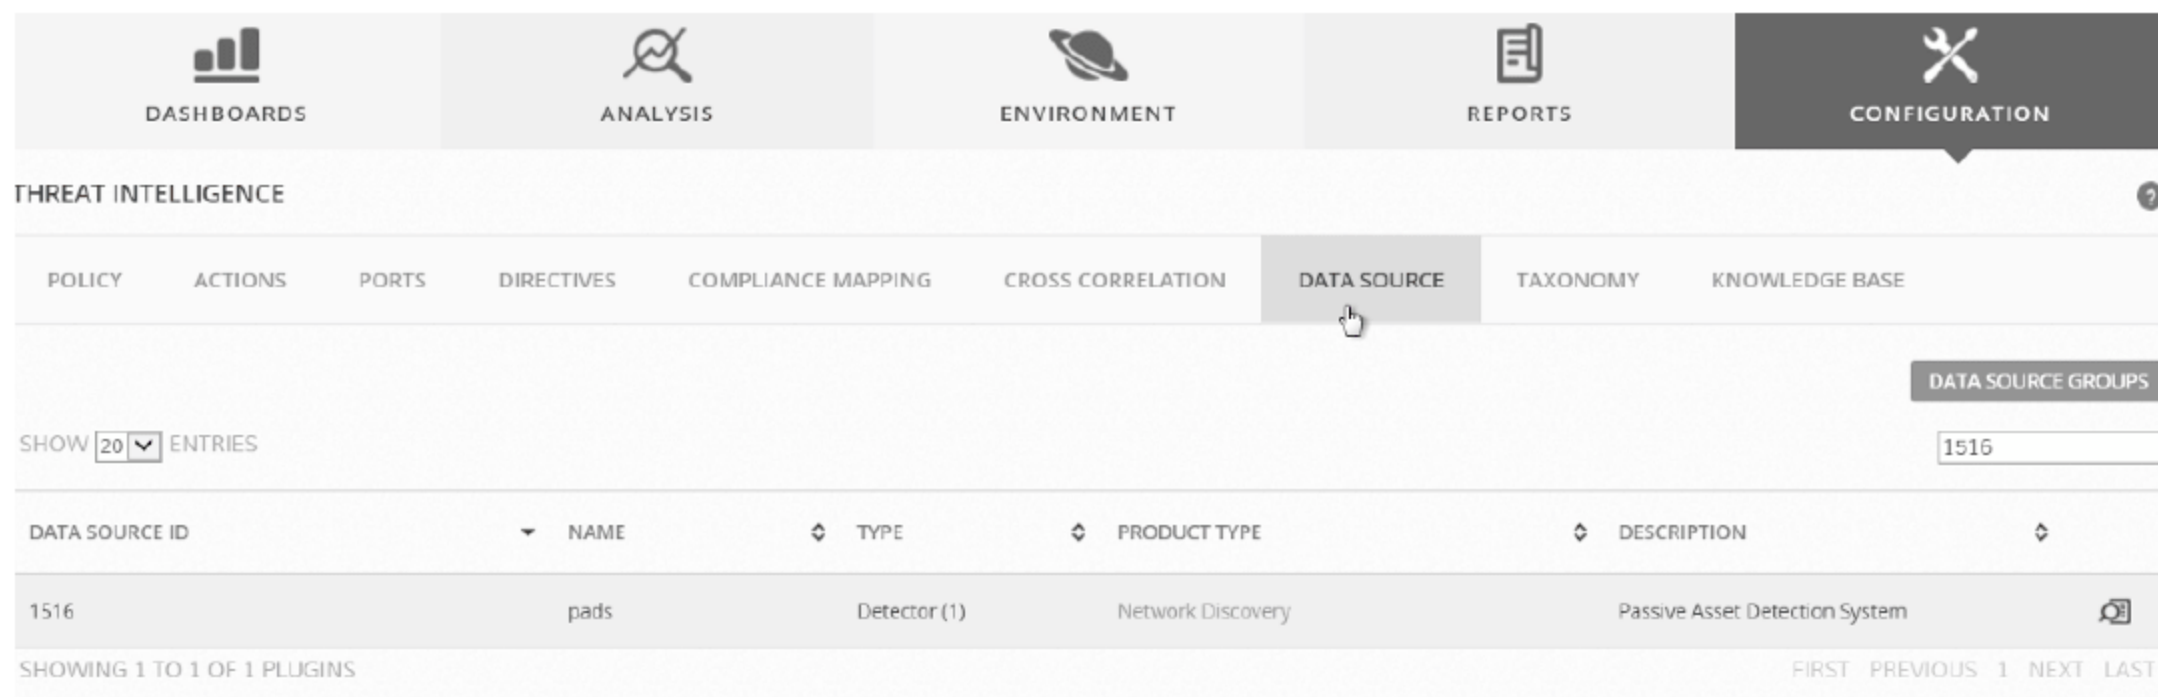 DASHBOARDS ANALYSIS ENVIRONMENT REPORTS CONFIGURATION
THREAT INTELLIGENCE ?
POLICY ACTIONS PORTS DIRECTIVES COMPLIANCE MAPPING CROSS CORRELATION DATA SOURCE TAXONOMY KNOWLEDGE BASE
DATA SOURCE GROUPS
SHOW 20 ENTRIES 1516
DATA SOURCE ID NAME TYPE PRODUCT TYPE DESCRIPTION
1516 pads Detector (1) Network Discovery Passive Asset Detection System
SHOWING 1 TO 1 OF 1 PLUGINS FIRST PREVIOUS 1 NEXT LAST